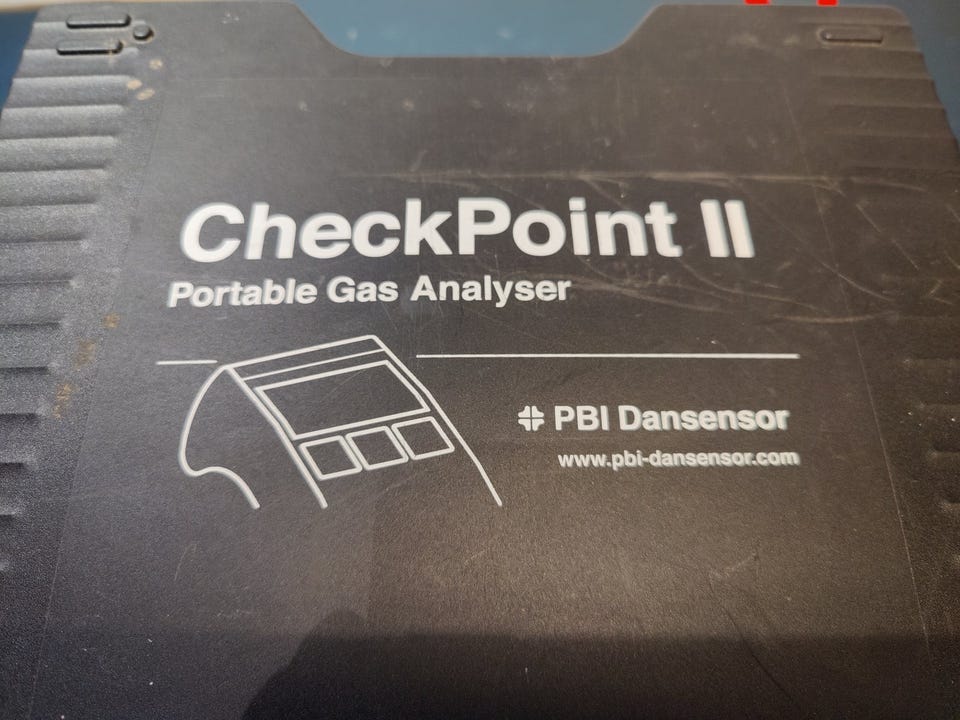 CheckPoint II
Portable Gas Analyser
PBI Dansensor
www.pbi-dansensor.com